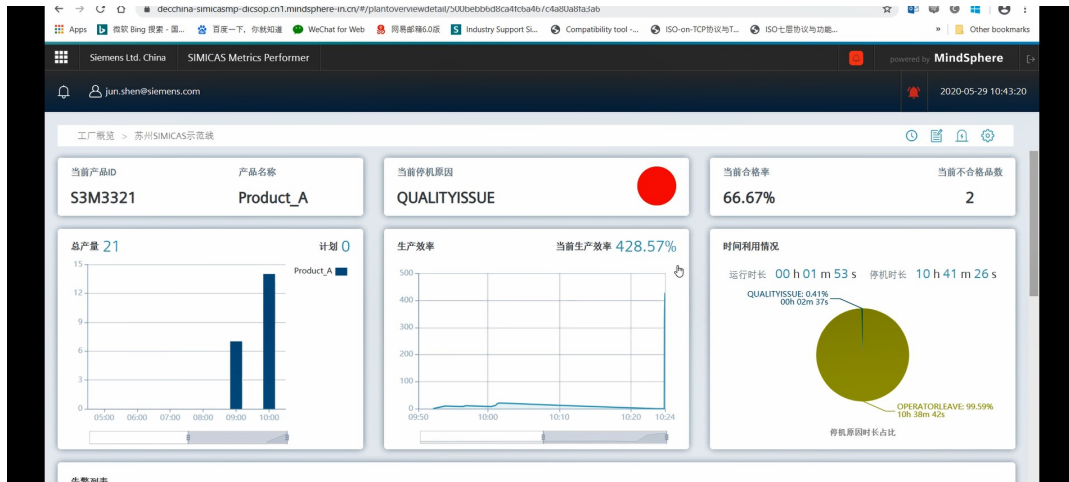 decchina-simicasmp-dicsop.cn1.mindsphere-in.cn/#/plantoverviewdetail/500bebb6d8ca4fc6a467c4a80a8fa3a6
Apps 微软 Bing 搜索 - 国... 百度一下，你就知道 WeChat for Web 网易邮箱6.0版 Industry Support Si... Compatibility tool -... ISO-on-TCP协议与T... ISO七层协议与功能... » Other bookmarks
Siemens Ltd. China SIMICAS Metrics Performer powered by MindSphere
jun.shen@siemens.com 2020-05-29 10:43:20
工厂概览 > 苏州SIMICAS示范线
当前产品ID 产品名称 当前停机原因 当前合格率 当前不合格品数
S3M3321 Product_A QUALITYISSUE 66.67% 2
总产量 21 计划 0
Product_A
15
12
9
6
3
0
05:00 06:00 07:00 08:00 09:00 10:00
生产效率 当前生产效率 428.57%
500
400
300
200
100
0
09:50 10:00 10:10 10:20 10:24
时间利用情况
运行时长 00 h 01 m 53 s 停机时长 10 h 41 m 26 s
QUALITYISSUE: 0.41%
00h 02m 37s
OPERATORLEAVE: 99.59%
10h 38m 42s
停机原因时长占比